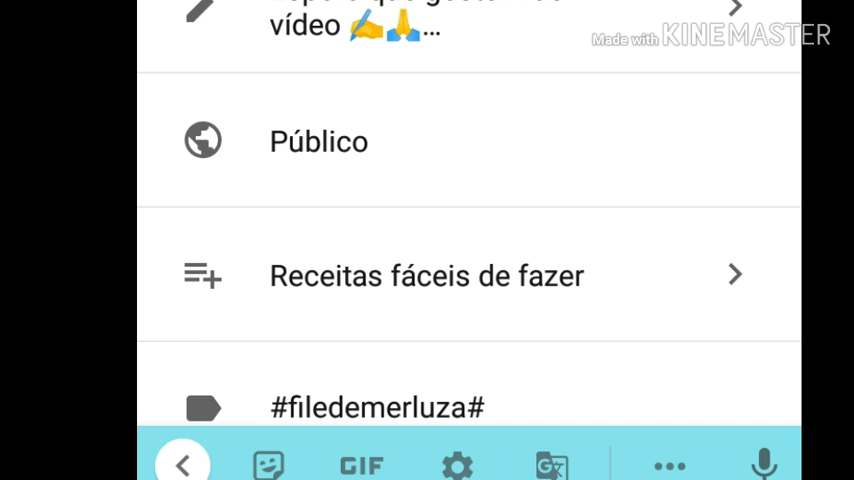 vídeo ✍️🙏...
Made with KINEMASTER
Público
Receitas fáceis de fazer
#filedemerluza#
GIF